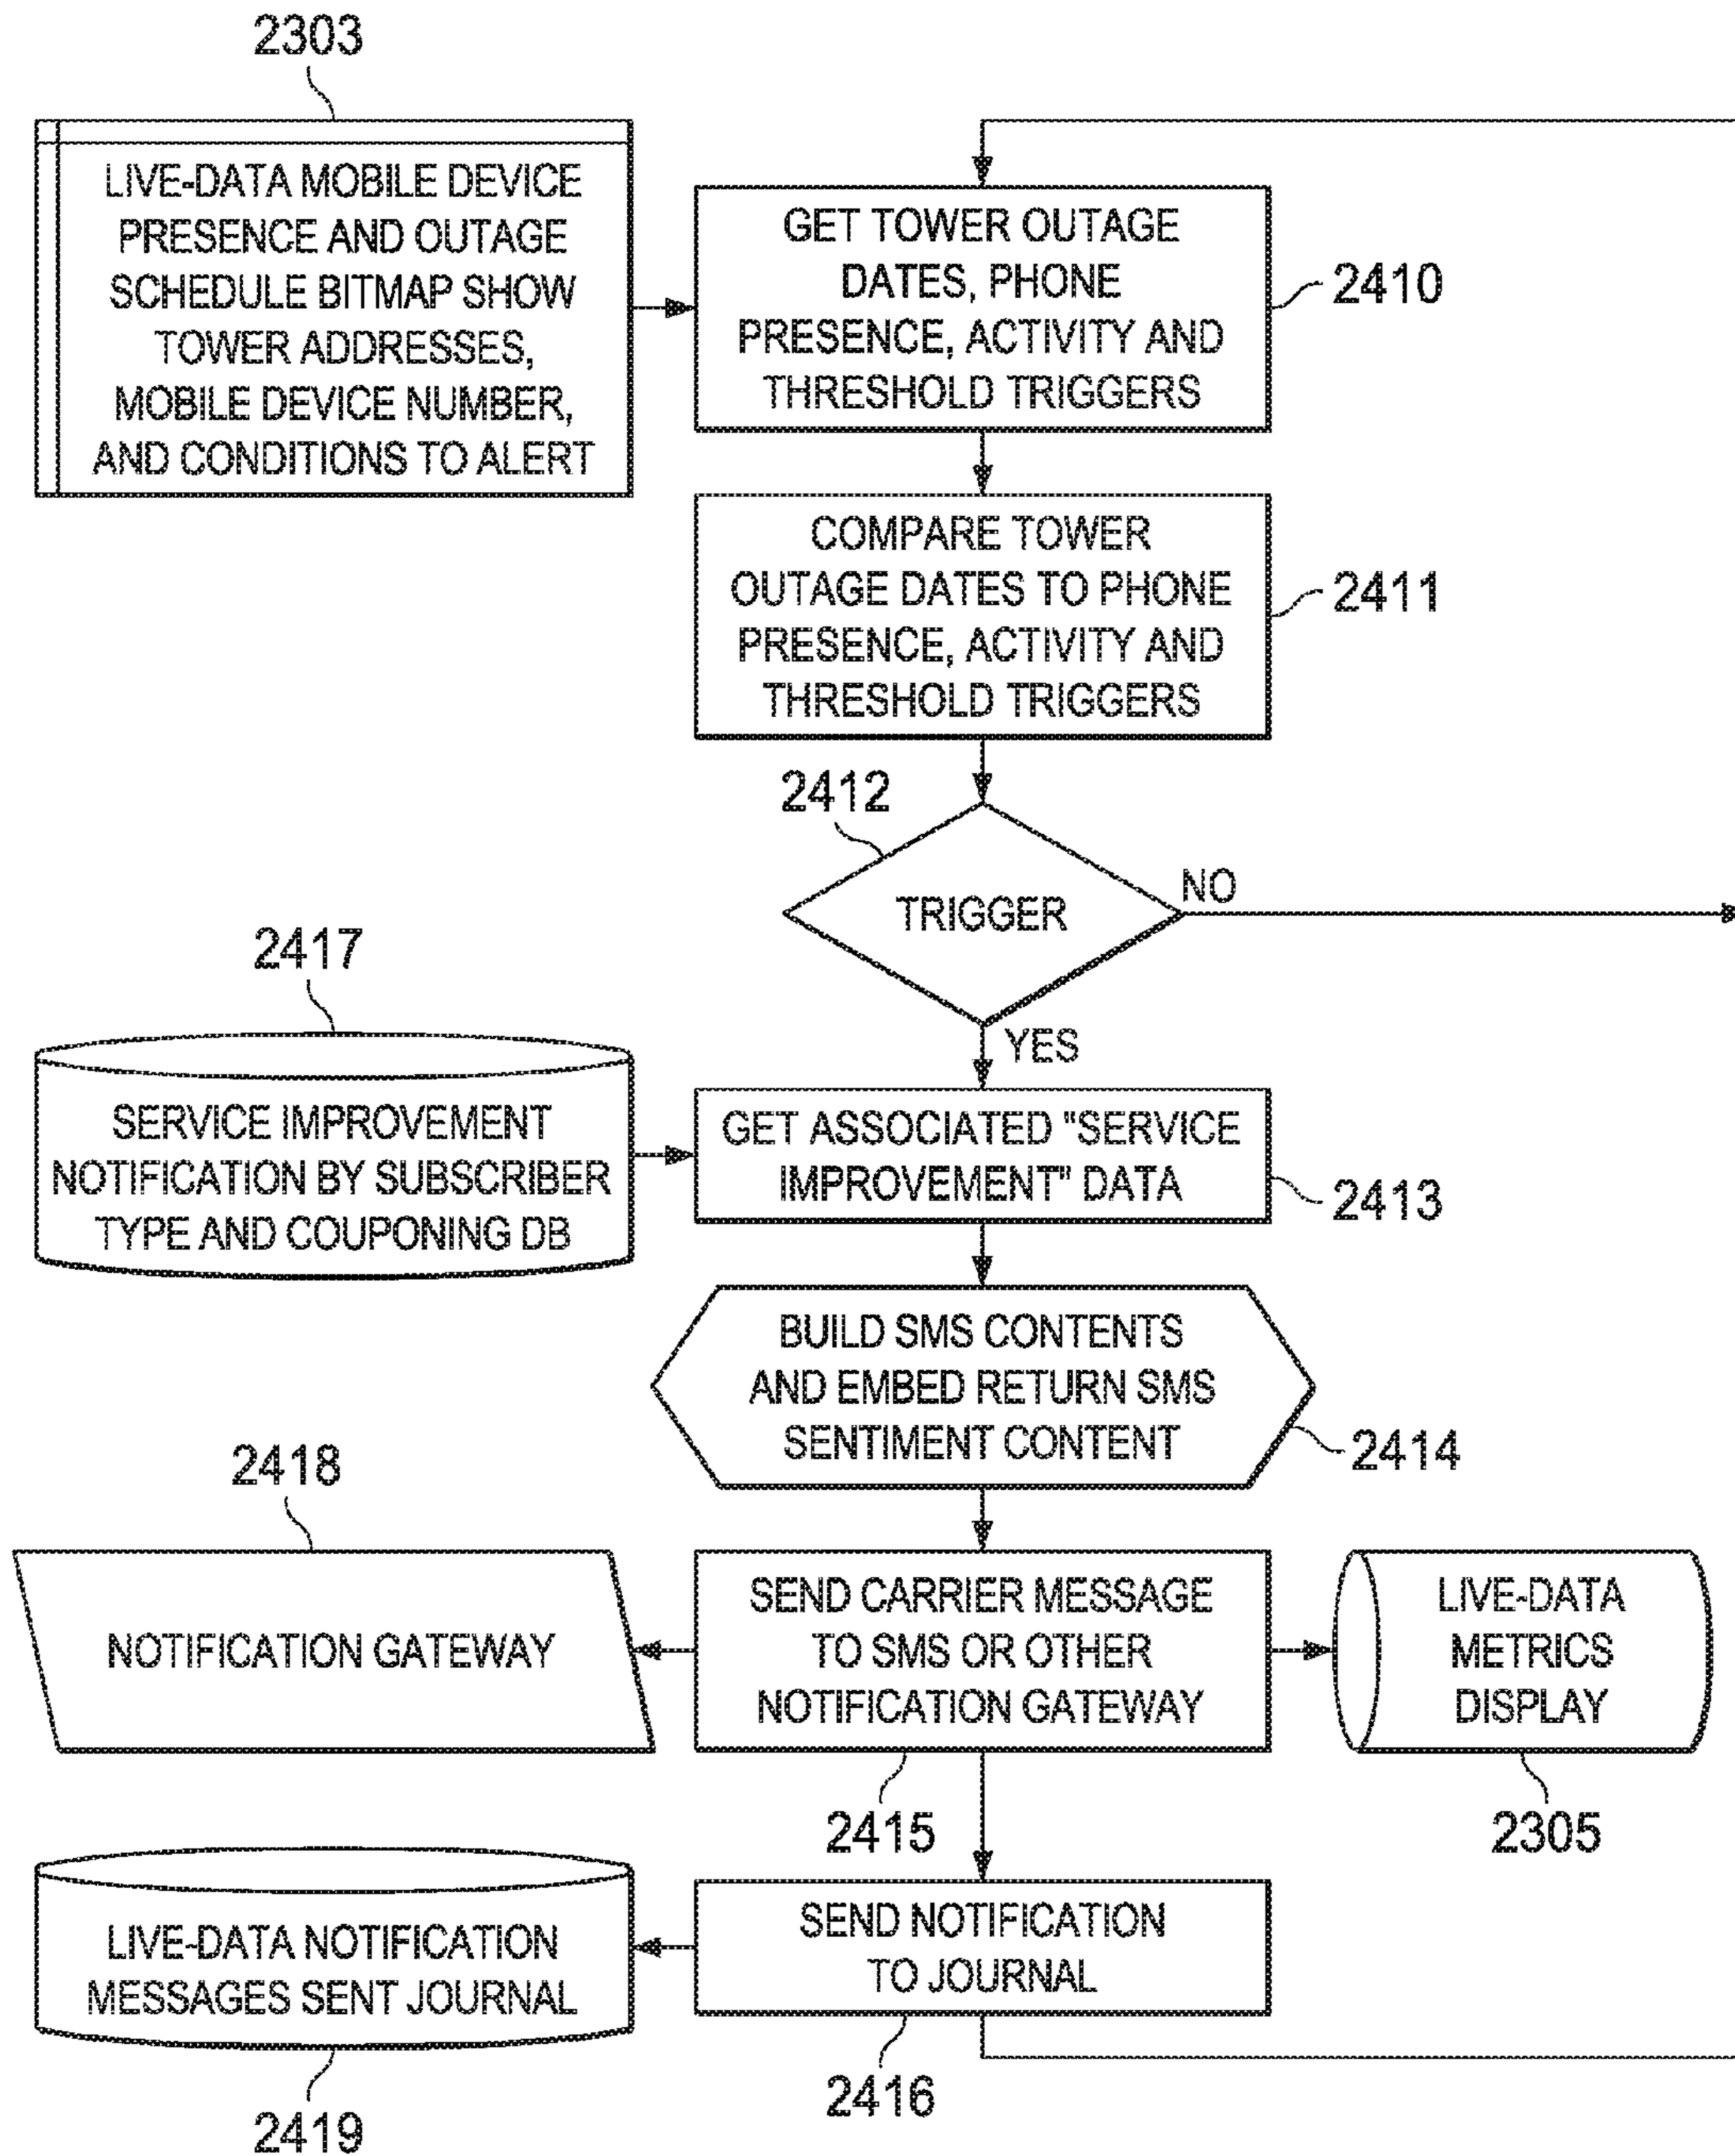 2303
LIVE-DATA MOBILE DEVICE
PRESENCE AND OUTAGE
SCHEDULE BITMAP SHOW
TOWER ADDRESSES,
MOBILE DEVICE NUMBER,
AND CONDITIONS TO ALERT
GET TOWER OUTAGE
DATES, PHONE
PRESENCE, ACTIVITY AND
THRESHOLD TRIGGERS
2410
COMPARE TOWER
OUTAGE DATES TO PHONE
PRESENCE, ACTIVITY AND
THRESHOLD TRIGGERS
2411
2412
TRIGGER
NO
YES
2417
SERVICE IMPROVEMENT
NOTIFICATION BY SUBSCRIBER
TYPE AND COUPONING DB
GET ASSOCIATED "SERVICE
IMPROVEMENT" DATA
2413
BUILD SMS CONTENTS
AND EMBED RETURN SMS
SENTIMENT CONTENT
2414
2418
NOTIFICATION GATEWAY
SEND CARRIER MESSAGE
TO SMS OR OTHER
NOTIFICATION GATEWAY
2415
LIVE-DATA
METRICS
DISPLAY
2305
LIVE-DATA NOTIFICATION
MESSAGES SENT JOURNAL
2419
SEND NOTIFICATION
TO JOURNAL
2416